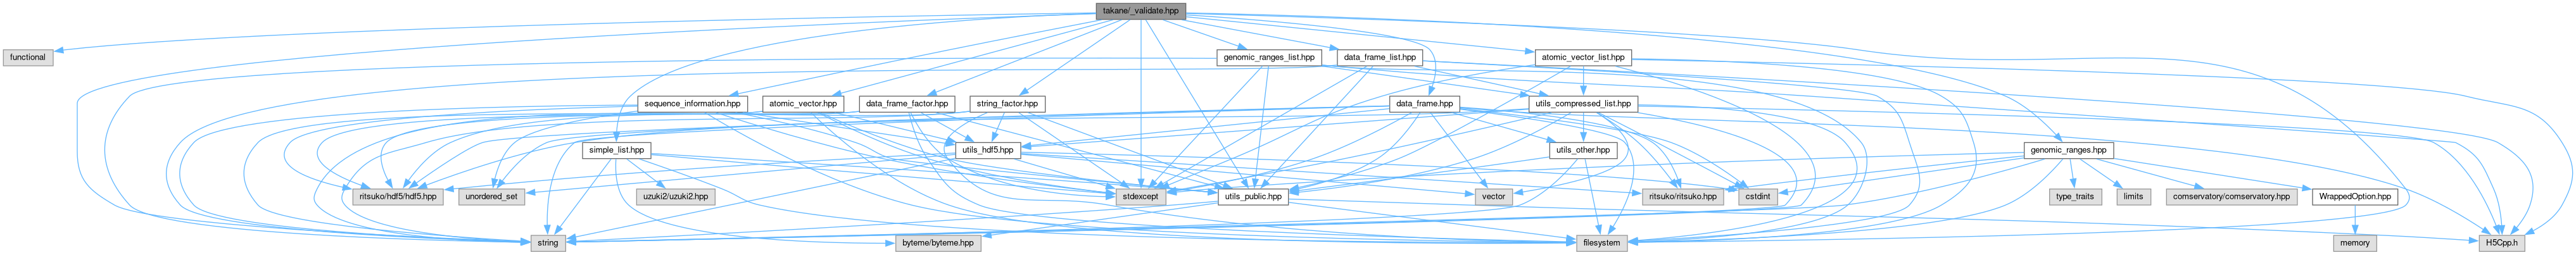 takane/_validate.hpp
functional
genomic_ranges_list.hpp
data_frame_list.hpp
atomic_vector_list.hpp
sequence_information.hpp
atomic_vector.hpp
data_frame_factor.hpp
string_factor.hpp
data_frame.hpp
utils_compressed_list.hpp
simple_list.hpp
utils_hdf5.hpp
utils_other.hpp
genomic_ranges.hpp
ritsuko/hdf5/hdf5.hpp
unordered_set
uzuki2/uzuki2.hpp
stdexcept
utils_public.hpp
vector
ritsuko/ritsuko.hpp
cstdint
type_traits
limits
comservatory/comservatory.hpp
WrappedOption.hpp
string
byteme/byteme.hpp
filesystem
H5Cpp.h
memory